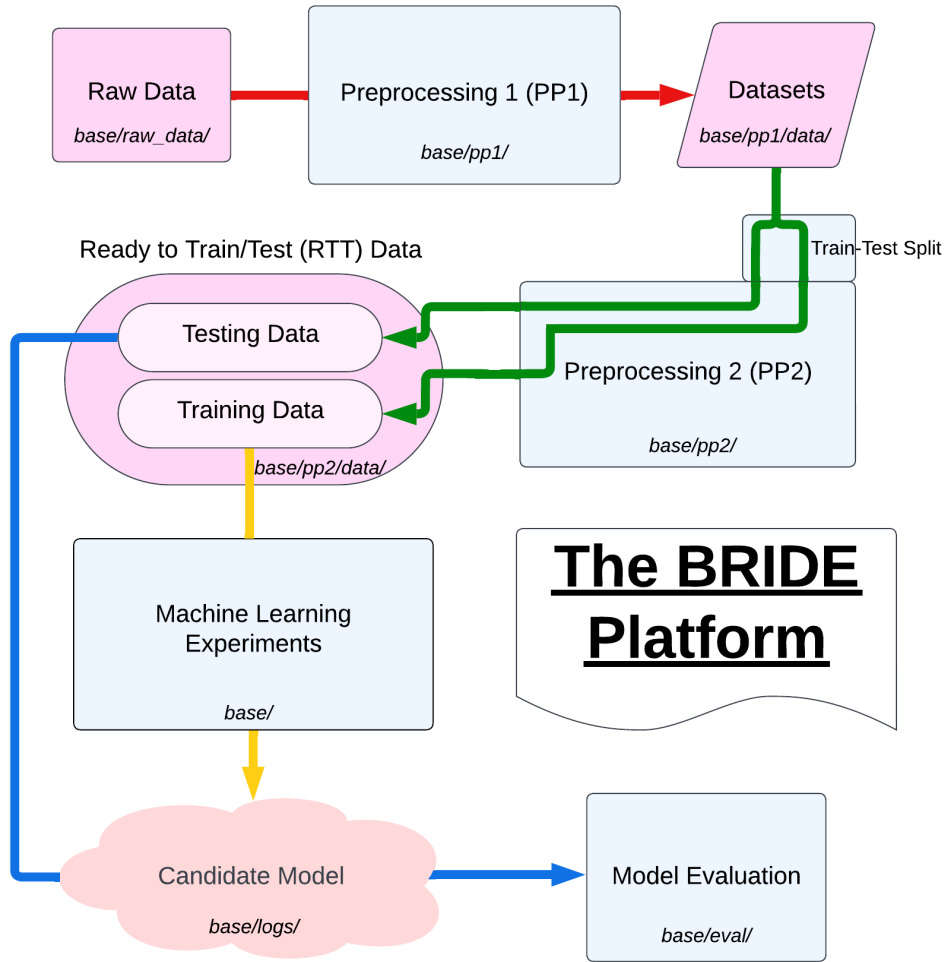 Raw Data
base/raw_data/
Preprocessing 1 (PP1)
base/pp1/
Datasets
base/pp1/data/
Train-Test Split
Ready to Train/Test (RTT) Data
Testing Data
Training Data
base/pp2/data/
Preprocessing 2 (PP2)
base/pp2/
Machine Learning
Experiments
base/
The BRIDE
Platform
Candidate Model
base/logs/
Model Evaluation
base/eval/